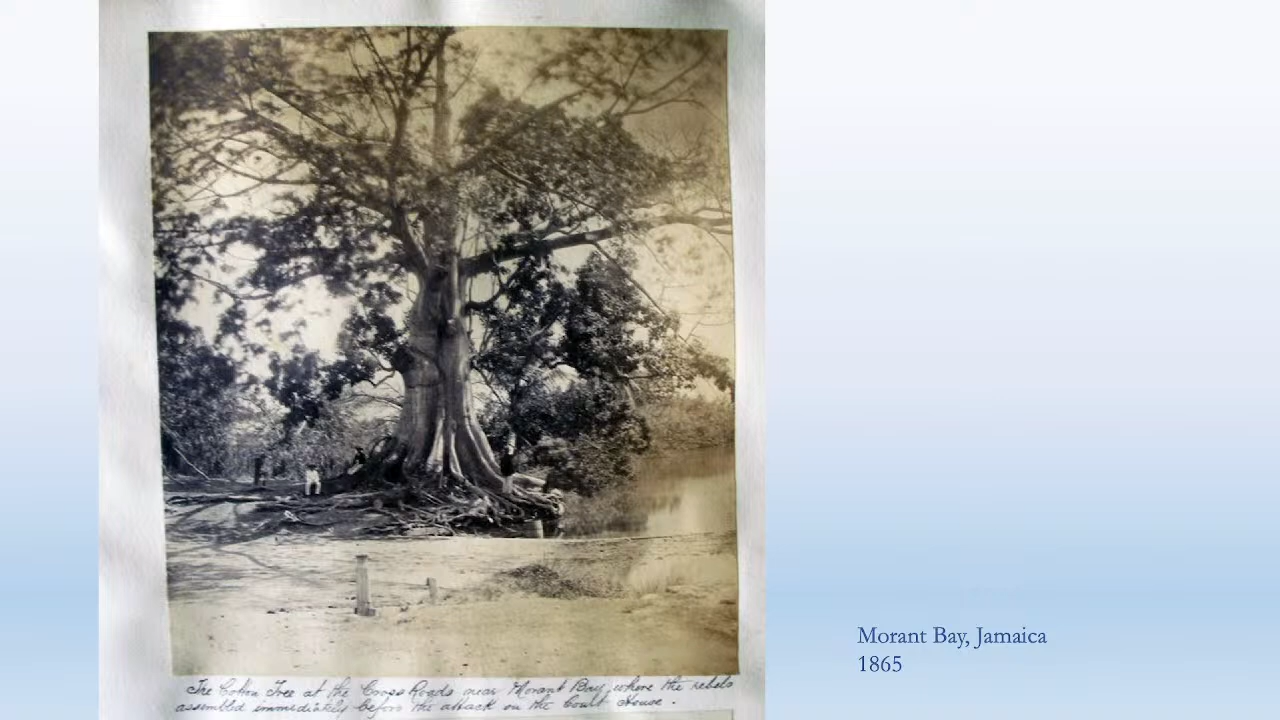 The Cotton Tree at the Cross Roads near Morant Bay, where the rebels
assembled immediately before the attack on the Court House.
Morant Bay, Jamaica
1865